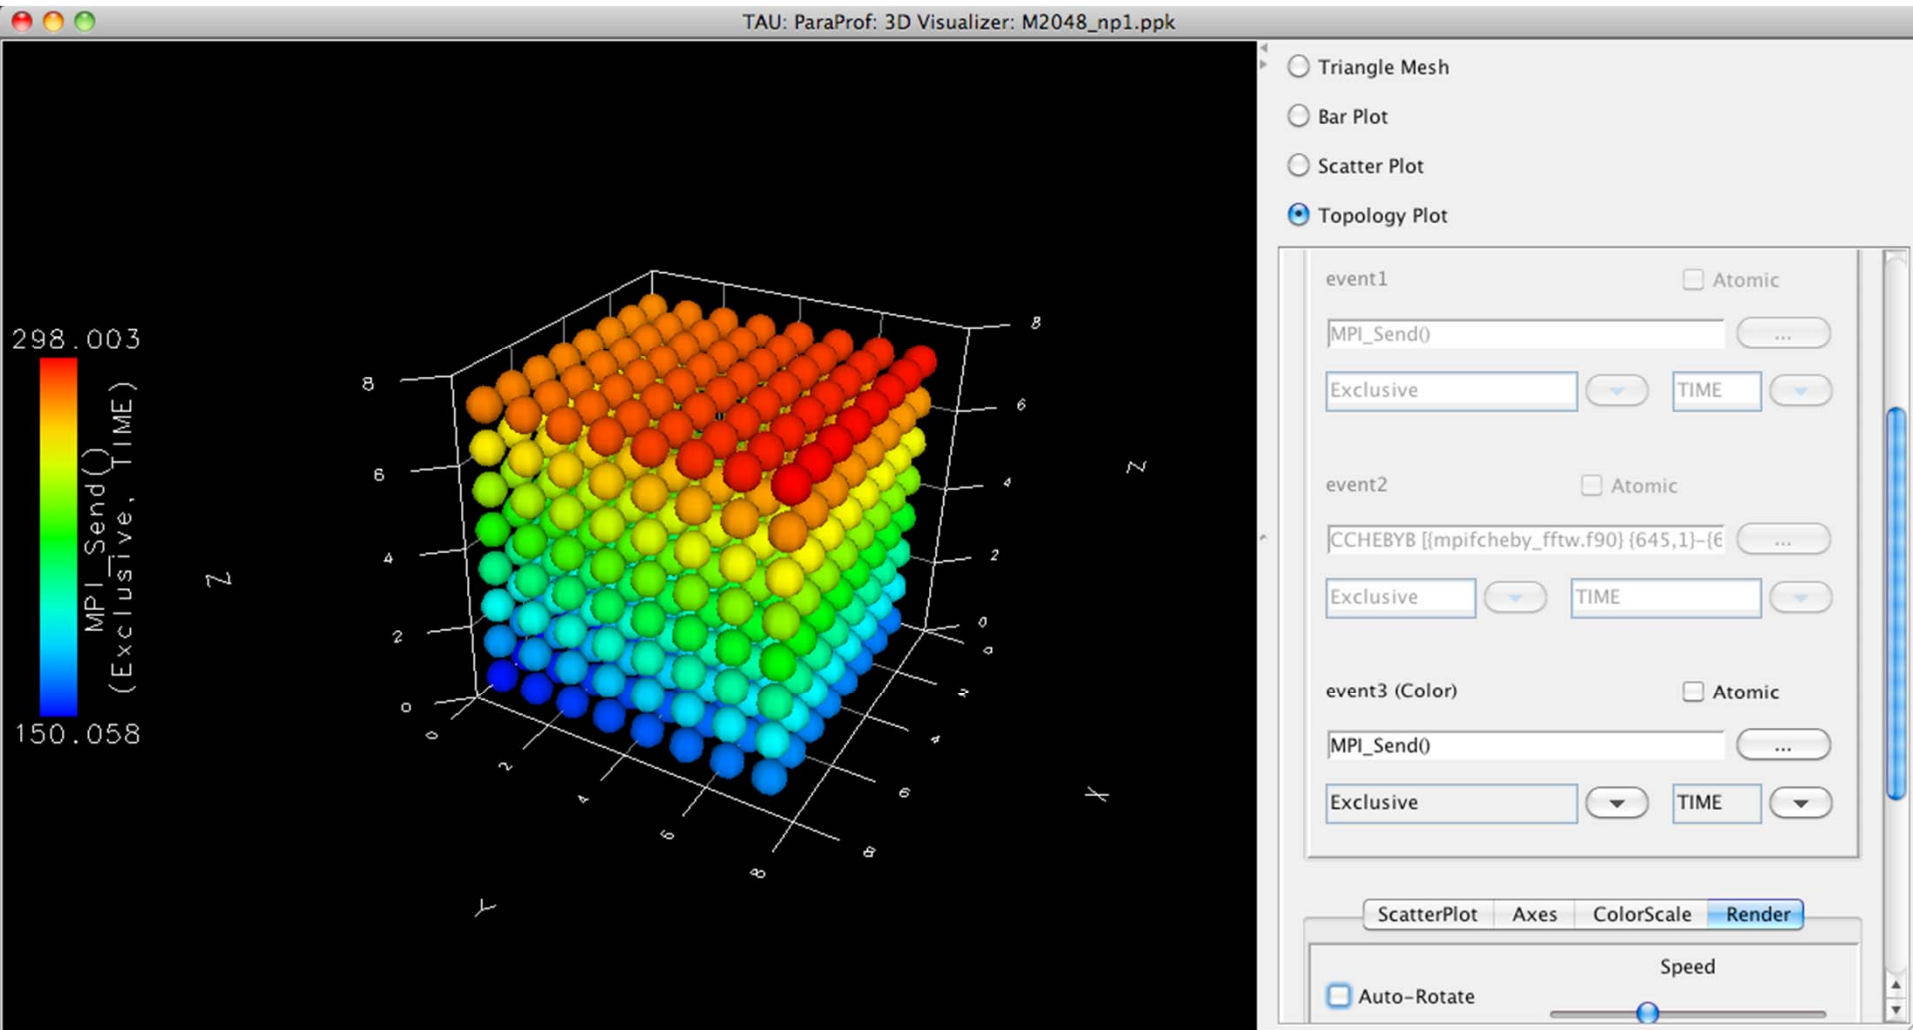 TAU: ParaProf: 3D Visualizer: M2048_np1.ppk
298.003
MPI_Send()
(Exclusive, TIME)
150.058
Z
8
6
4
2
0
0
2
4
6
8
Y
8
6
4
2
0
0
2
4
6
8
Z
X
Triangle Mesh
Bar Plot
Scatter Plot
Topology Plot
event1
Atomic
MPI_Send()
...
Exclusive
TIME
event2
Atomic
CCHEBYB [{mpifcheby_fftw.f90} {645,1}-{6
...
Exclusive
TIME
event3 (Color)
Atomic
MPI_Send()
...
Exclusive
TIME
ScatterPlot Axes ColorScale Render
Speed
Auto-Rotate